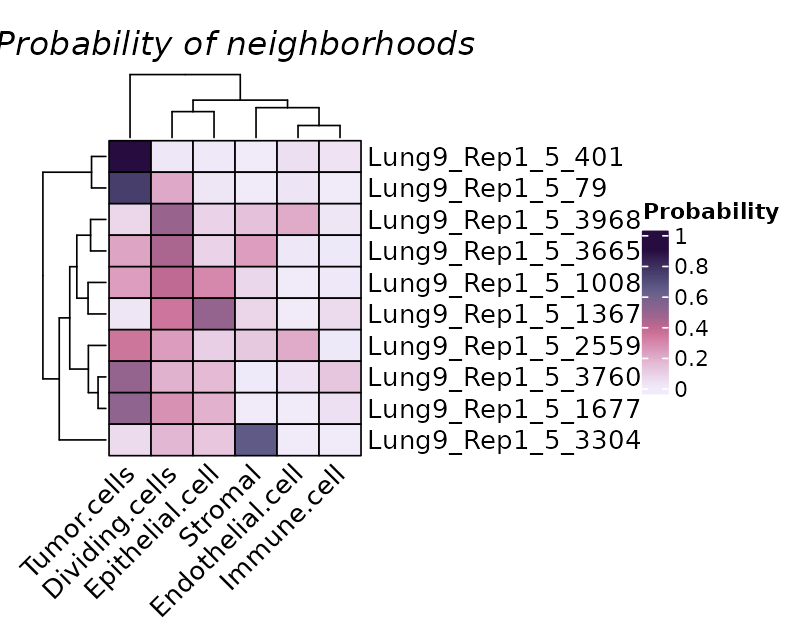 Probability of neighborhoods
Lung9_Rep1_5_401
Lung9_Rep1_5_79
Lung9_Rep1_5_3968
Lung9_Rep1_5_3665
Lung9_Rep1_5_1008
Lung9_Rep1_5_1367
Lung9_Rep1_5_2559
Lung9_Rep1_5_3760
Lung9_Rep1_5_1677
Lung9_Rep1_5_3304
Probability
1
0.8
0.6
0.4
0.2
0
Tumor.cells
Dividing.cells
Epithelial.cell
Stromal
Endothelial.cell
Immune.cell